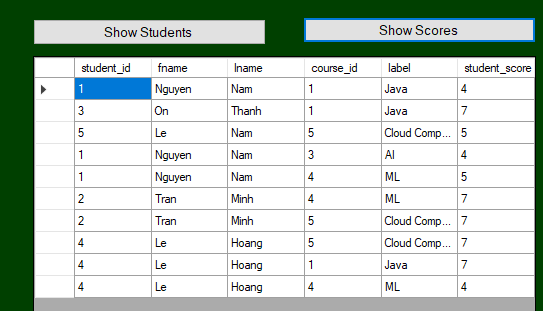 Show Students Show Scores
student_id fname lname course_id label student_score
1 Nguyen Nam 1 Java 4
3 On Thanh 1 Java 7
5 Le Nam 5 Cloud Comp... 5
1 Nguyen Nam 3 AI 4
1 Nguyen Nam 4 ML 5
2 Tran Minh 4 ML 7
2 Tran Minh 5 Cloud Comp... 7
4 Le Hoang 5 Cloud Comp... 7
4 Le Hoang 1 Java 7
4 Le Hoang 4 ML 4